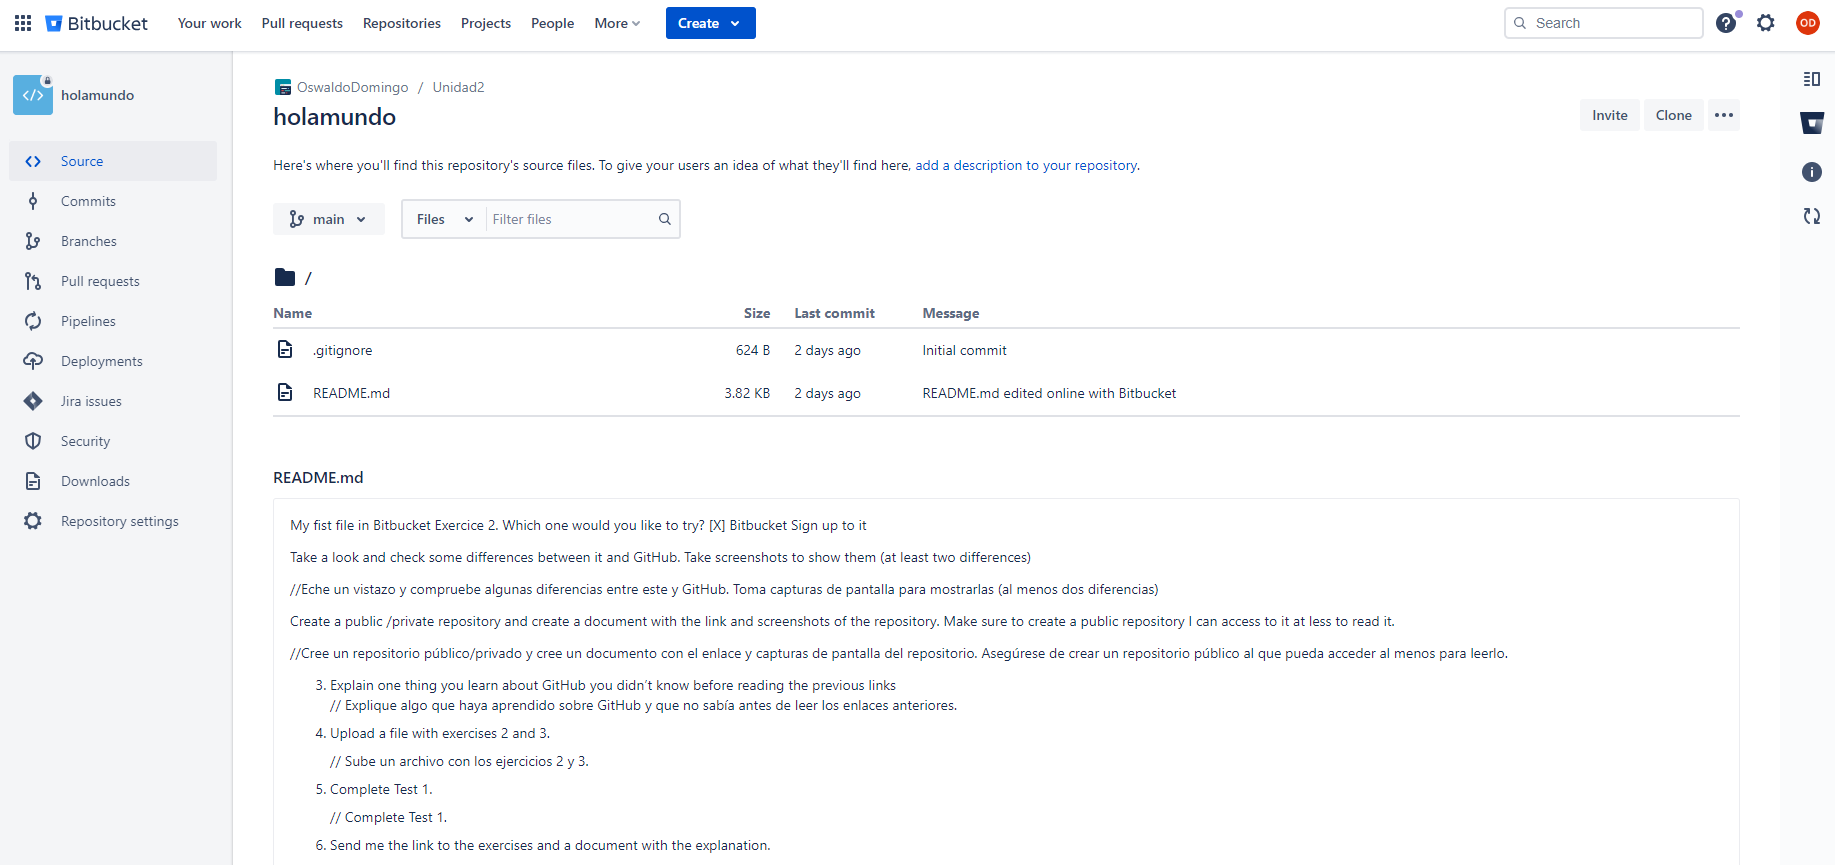 Bitbucket
Your work
Pull requests
Repositories
Projects
People
More
Create
Search
OD
holamundo
Source
Commits
Branches
Pull requests
Pipelines
Deployments
Jira issues
Security
Downloads
Repository settings
OswaldoDomingo / Unidad2
holamundo
Invite
Clone
Here's where you'll find this repository's source files. To give your users an idea of what they'll find here, add a description to your repository.
main
Files
Filter files
/
Name Size Last commit Message
.gitignore 624 B 2 days ago Initial commit
README.md 3.82 KB 2 days ago README.md edited online with Bitbucket
README.md
My fist file in Bitbucket Exercice 2. Which one would you like to try? [X] Bitbucket Sign up to it
Take a look and check some differences between it and GitHub. Take screenshots to show them (at least two differences)
//Eche un vistazo y compruebe algunas diferencias entre este y GitHub. Toma capturas de pantalla para mostrarlas (al menos dos diferencias)
Create a public /private repository and create a document with the link and screenshots of the repository. Make sure to create a public repository I can access to it at less to read it.
//Cree un repositorio público/privado y cree un documento con el enlace y capturas de pantalla del repositorio. Asegúrese de crear un repositorio público al que pueda acceder al menos para leerlo.
3. Explain one thing you learn about GitHub you didn’t know before reading the previous links
// Explique algo que haya aprendido sobre GitHub y que no sabía antes de leer los enlaces anteriores.
4. Upload a file with exercises 2 and 3.
// Sube un archivo con los ejercicios 2 y 3.
5. Complete Test 1.
// Complete Test 1.
6. Send me the link to the exercises and a document with the explanation.